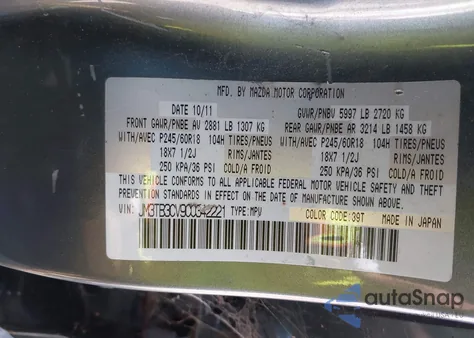 MFD. BY MAZDA MOTOR CORPORATION
DATE 10/11 GVWR/PNBV 5997 LB 2720 KG
FRONT GAWR/PNBE AV 2881 LB 1307 KG REAR GAWR/PNBE AR 3214 LB 1458 KG
WITH/AVEC P245/60R18 104H TIRES/PNEUS WITH/AVEC P245/60R18 104H TIRES/PNEUS
18X7 1/2J RIMS/JANTES 18X7 1/2J RIMS/JANTES
250 KPA/36 PSI COLD/A FROID 250 KPA/36 PSI COLD/A FROID
THIS VEHICLE CONFORMS TO ALL APPLICABLE FEDERAL MOTOR VEHICLE SAFETY AND THEFT
PREVENTION STANDARDS IN EFFECT ON THE DATE OF MANUFACTURE SHOWN ABOVE.
VIN: JM3TB3CV9C0342221 TYPE:MPV COLOR CODE:39T MADE IN JAPAN
autoSnap